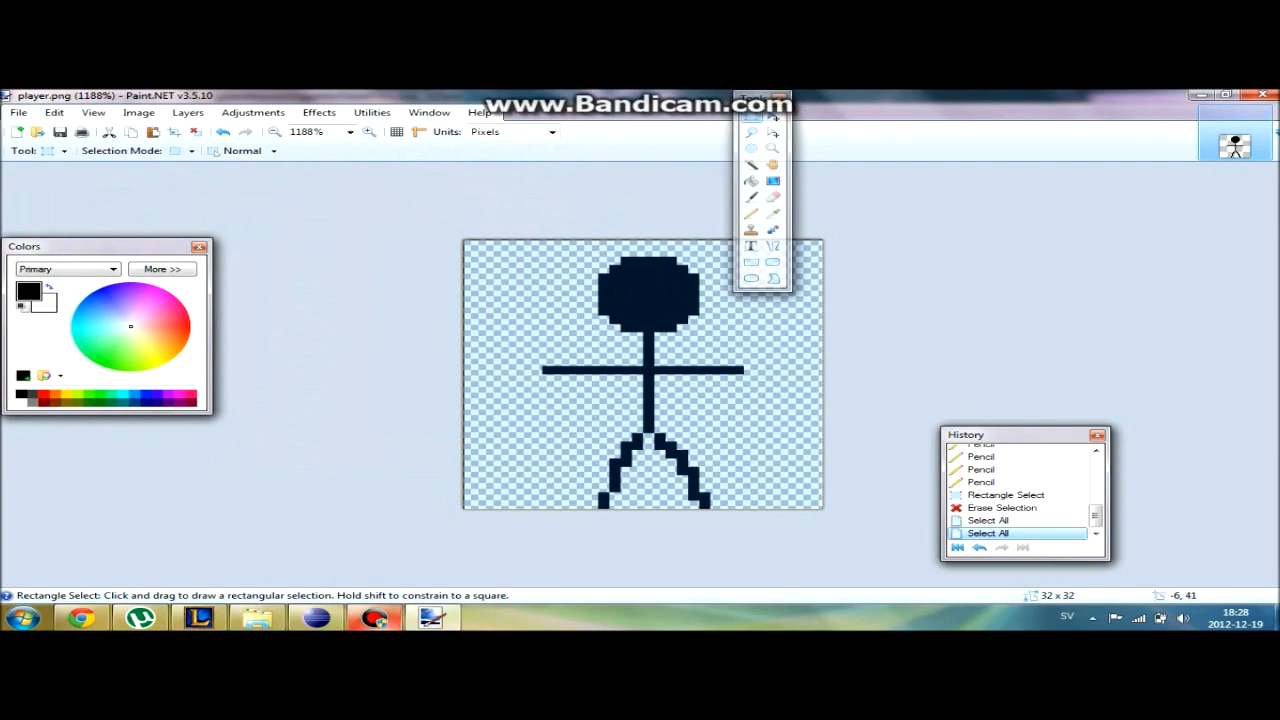 player.png (1188%) - Paint.NET v3.5.10
www.Bandicam.com
File Edit View Image Layers Adjustments Effects Utilities Window Help
1188% Units: Pixels
Tool: Selection Mode: Normal
Colors
Primary More >>
History
Pencil
Pencil
Pencil
Pencil
Rectangle Select
Erase Selection
Select All
Select All
Rectangle Select: Click and drag to draw a rectangular selection. Hold shift to constrain to a square.
32 x 32
-6, 41
SV
18:28
2012-12-19